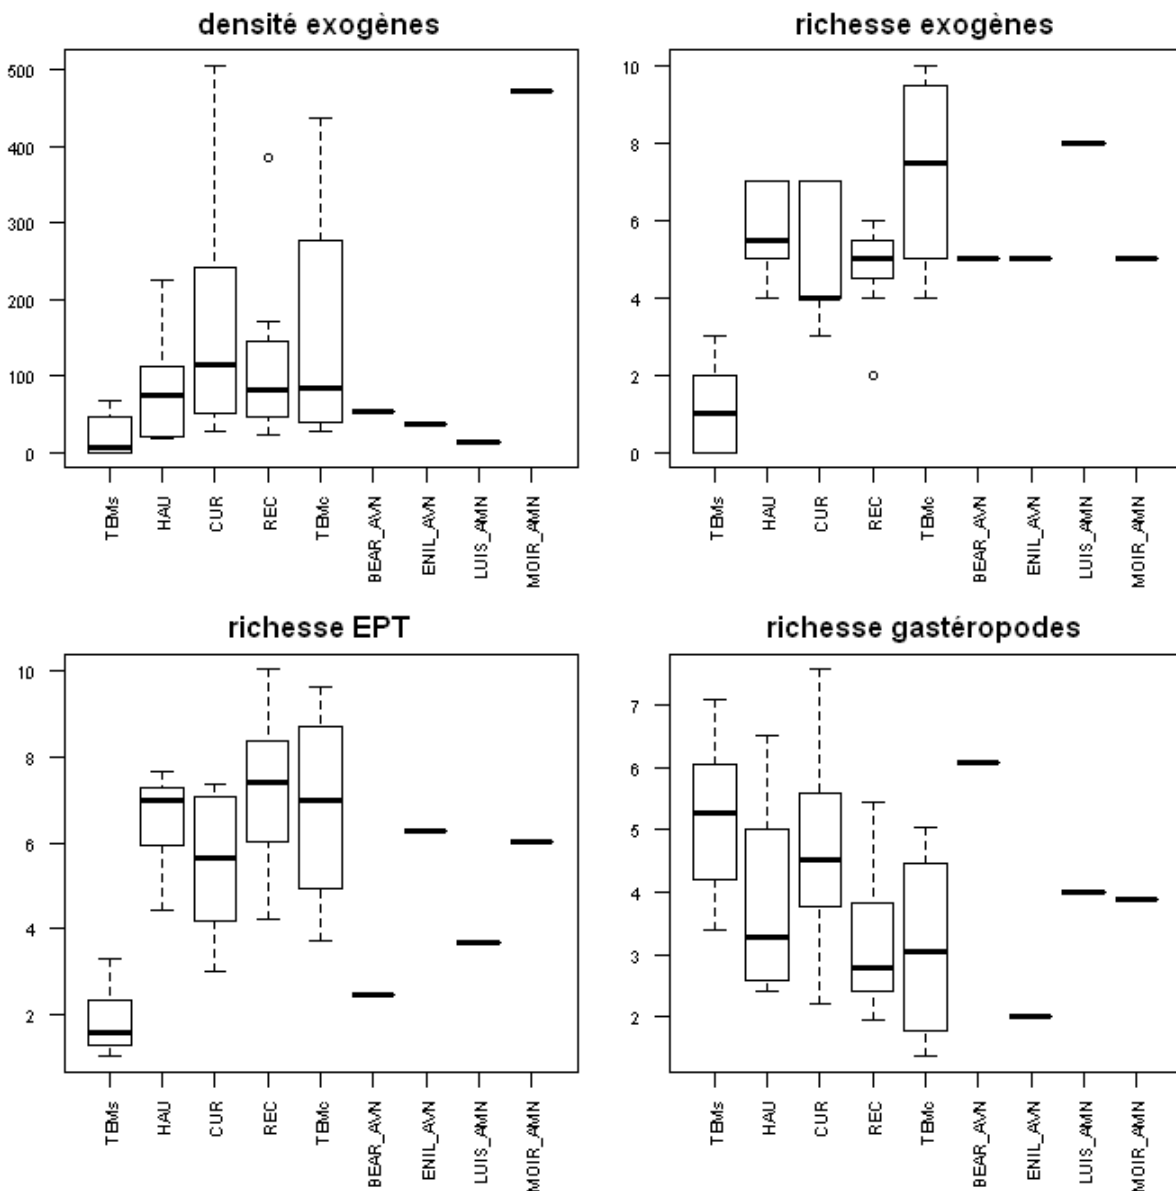 densité exogènes
500
400
300
200
100
0
TBMs
HAU
CUR
REC
TBMc
BEAR_AVN
ENIL_AVN
LUIS_AMN
MOIR_AMN
richesse exogènes
10
8
6
4
2
0
TBMs
HAU
CUR
REC
TBMc
BEAR_AVN
ENIL_AVN
LUIS_AMN
MOIR_AMN
richesse EPT
10
8
6
4
2
TBMs
HAU
CUR
REC
TBMc
BEAR_AVN
ENIL_AVN
LUIS_AMN
MOIR_AMN
richesse gastéropodes
7
6
5
4
3
2
TBMs
HAU
CUR
REC
TBMc
BEAR_AVN
ENIL_AVN
LUIS_AMN
MOIR_AMN